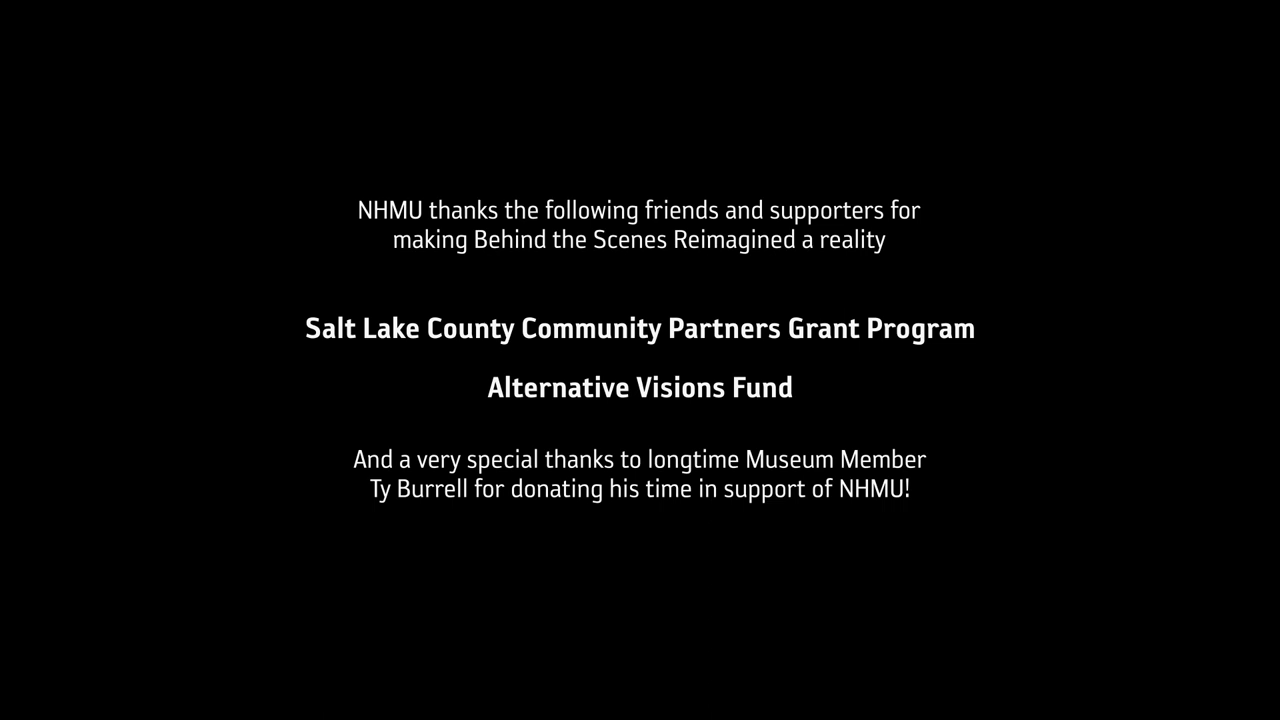 NHMU thanks the following friends and supporters for
making Behind the Scenes Reimagined a reality
Salt Lake County Community Partners Grant Program
Alternative Visions Fund
And a very special thanks to longtime Museum Member
Ty Burrell for donating his time in support of NHMU!